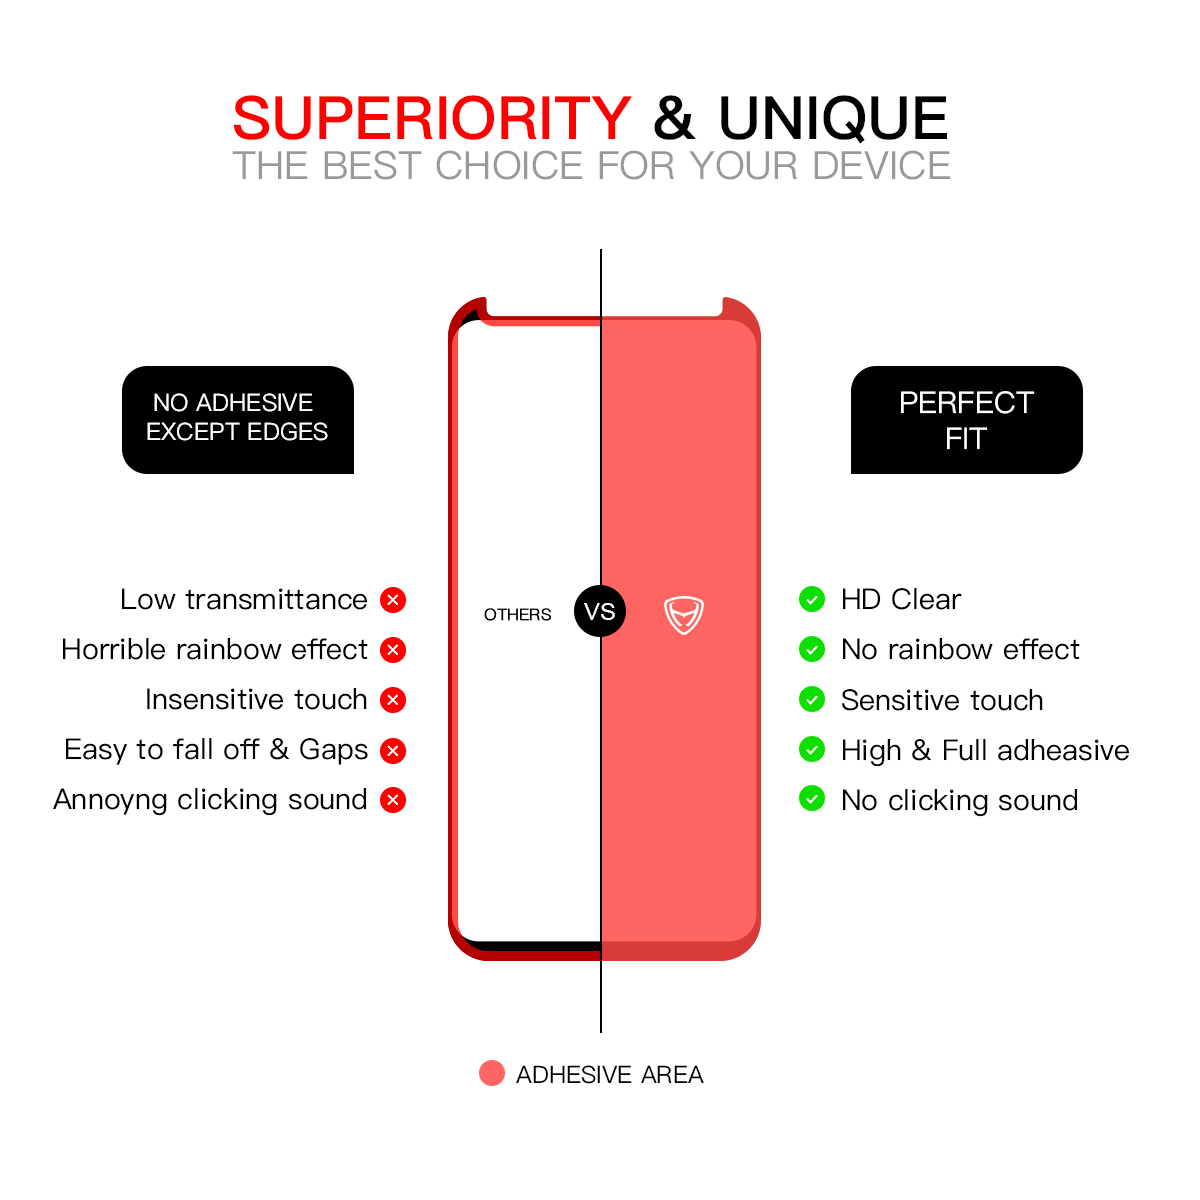 SUPERIORITY & UNIQUE
THE BEST CHOICE FOR YOUR DEVICE
NO ADHESIVE
EXCEPT EDGES
PERFECT
FIT
Low transmittance
Horrible rainbow effect
Insensitive touch
Easy to fall off & Gaps
Annoyng clicking sound
OTHERS
VS
HD Clear
No rainbow effect
Sensitive touch
High & Full adheasive
No clicking sound
ADHESIVE AREA